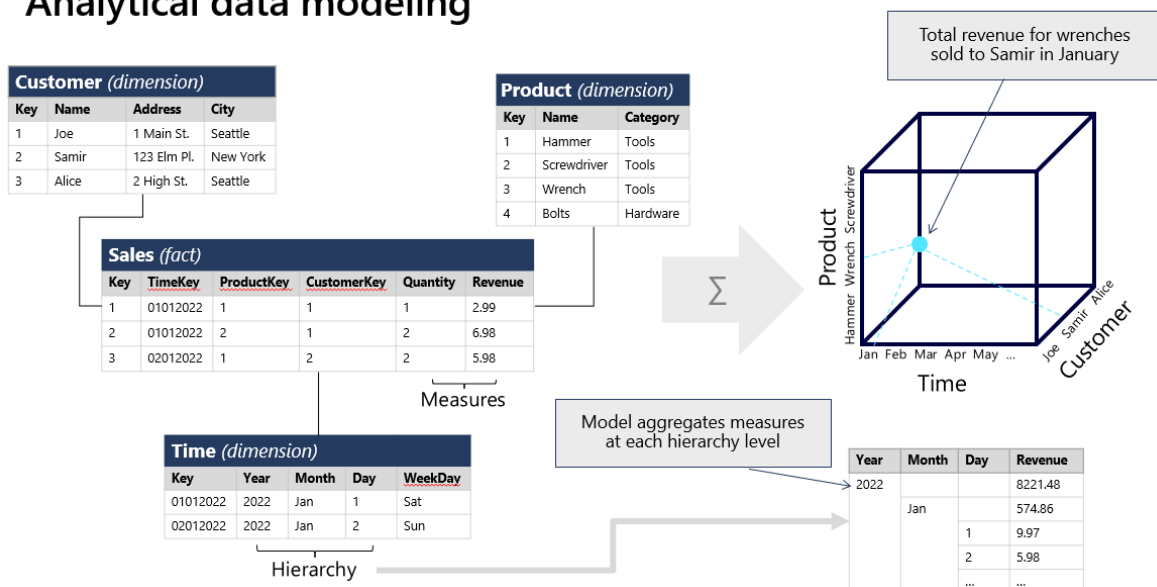 Analytical data modeling
Total revenue for wrenches
sold to Samir in January
Customer (dimension)
Key Name Address City
1 Joe 1 Main St. Seattle
2 Samir 123 Elm Pl. New York
3 Alice 2 High St. Seattle
Product (dimension)
Key Name Category
1 Hammer Tools
2 Screwdriver Tools
3 Wrench Tools
4 Bolts Hardware
Sales (fact)
Key TimeKey ProductKey CustomerKey Quantity Revenue
1 01012022 1 1 1 2.99
2 01012022 2 1 2 6.98
3 02012022 1 2 2 5.98
Measures
Σ
Product
Hammer Wrench Screwdriver
Jan Feb Mar Apr May ...
Time
Joe Samir Alice
Customer
Time (dimension)
Key Year Month Day WeekDay
01012022 2022 Jan 1 Sat
02012022 2022 Jan 2 Sun
Hierarchy
Model aggregates measures
at each hierarchy level
Year Month Day Revenue
2022 8221.48
Jan 574.86
1 9.97
2 5.98
... ...